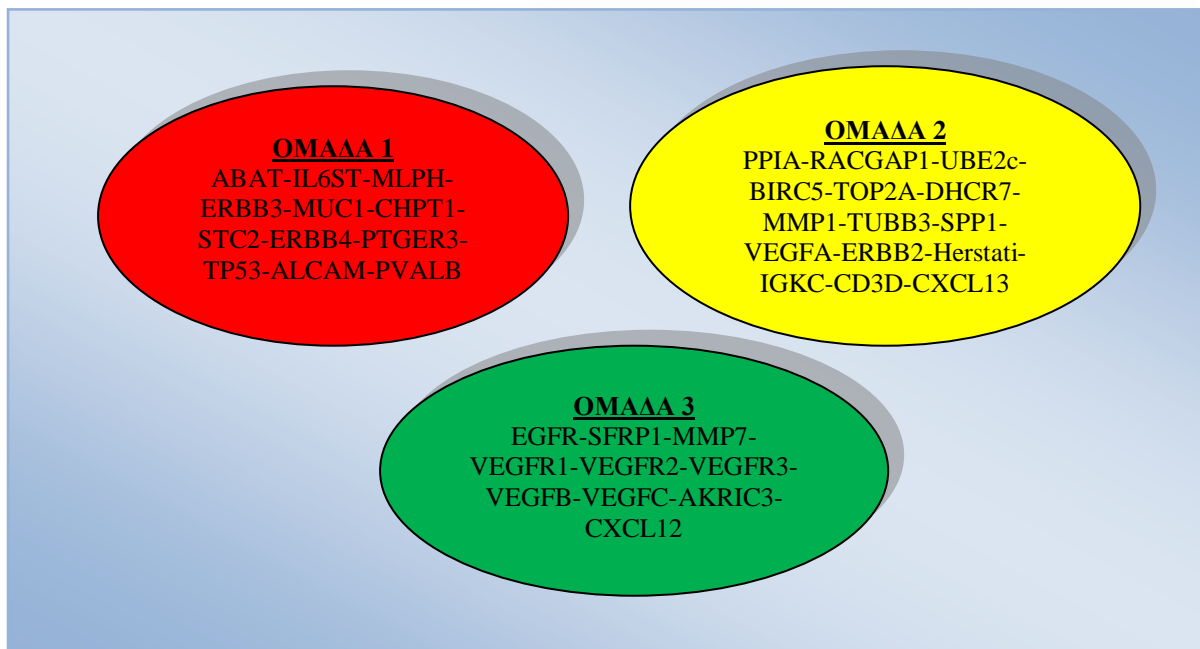 ΟΜΑΔΑ 1
ABAT-IL6ST-MLPH-
ERBB3-MUC1-CHPT1-
STC2-ERBB4-PTGER3-
TP53-ALCAM-PVALB
ΟΜΑΔΑ 2
PPIA-RACGAP1-UBE2c-
BIRC5-TOP2A-DHCR7-
MMP1-TUBB3-SPP1-
VEGFA-ERBB2-Herstati-
IGKC-CD3D-CXCL13
ΟΜΑΔΑ 3
EGFR-SFRP1-MMP7-
VEGFR1-VEGFR2-VEGFR3-
VEGFB-VEGFC-AKRIC3-
CXCL12